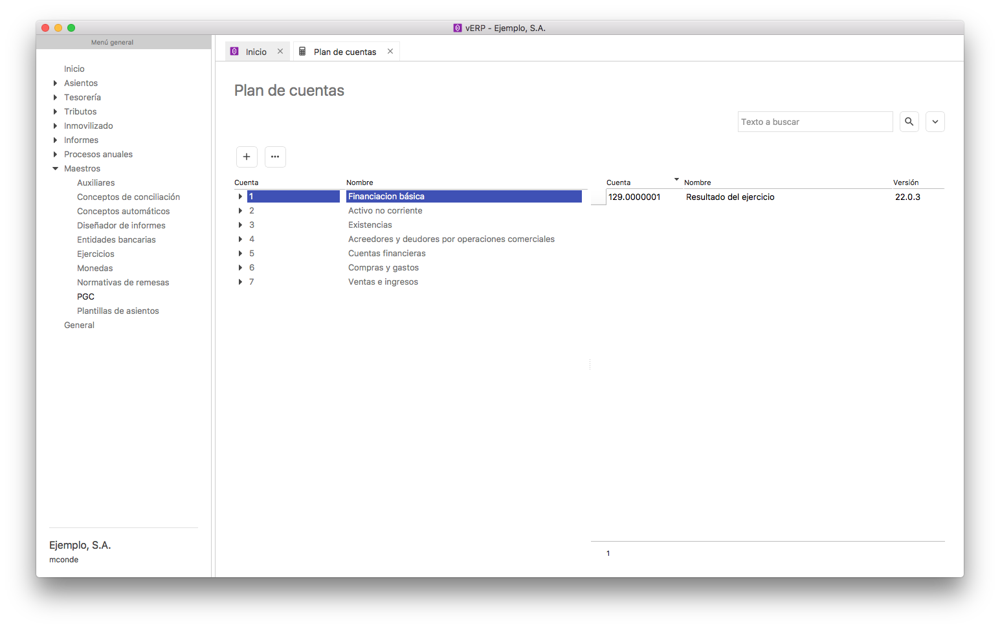 vERP - Ejemplo, S.A.
Menú general
Inicio
Asientos
Tesorería
Tributos
Inmovilizado
Informes
Procesos anuales
Maestros
Auxiliares
Conceptos de conciliación
Conceptos automáticos
Diseñador de informes
Entidades bancarias
Ejercicios
Monedas
Normativas de remesas
PGC
Plantillas de asientos
General
Ejemplo, S.A.
mconde
Inicio Plan de cuentas
Plan de cuentas
Texto a buscar
Cuenta Nombre
1 Financiacion básica
2 Activo no corriente
3 Existencias
4 Acreedores y deudores por operaciones comerciales
5 Cuentas financieras
6 Compras y gastos
7 Ventas e ingresos
Cuenta Nombre Versión
129.0000001 Resultado del ejercicio 22.0.3
1